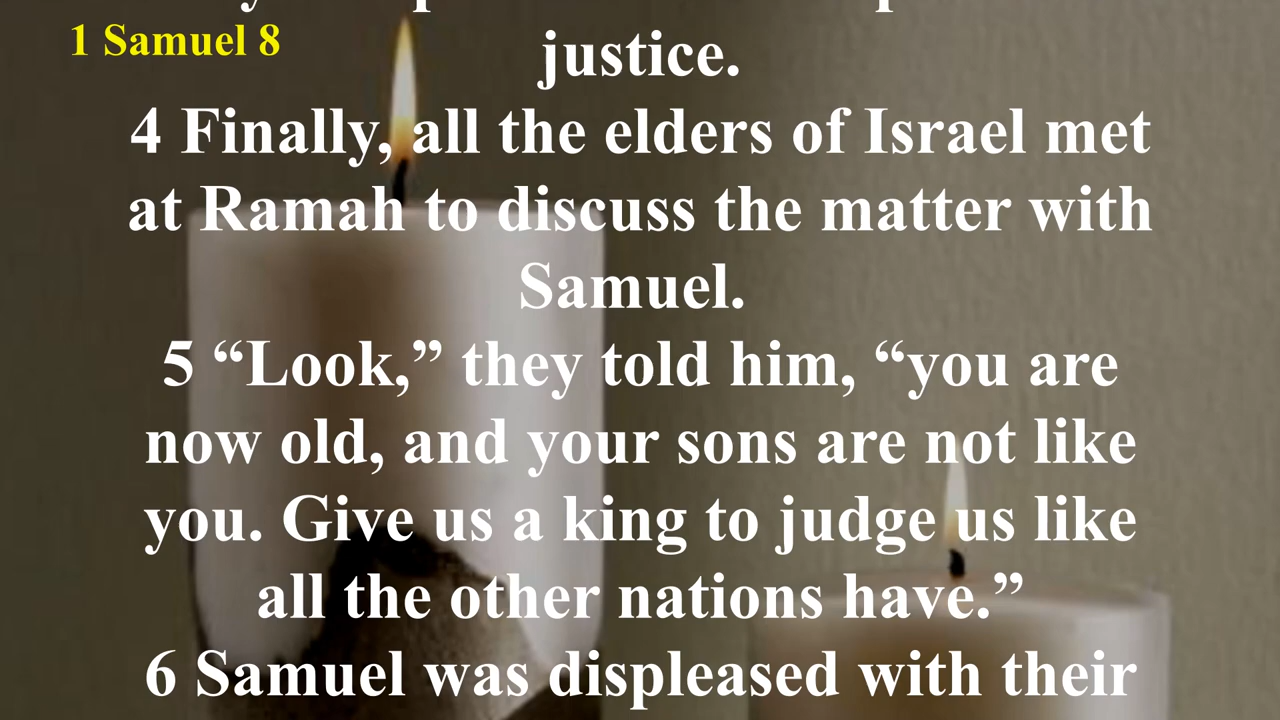 1 Samuel 8
justice.
4 Finally, all the elders of Israel met
at Ramah to discuss the matter with
Samuel.
5 “Look,” they told him, “you are
now old, and your sons are not like
you. Give us a king to judge us like
all the other nations have.”
6 Samuel was displeased with their